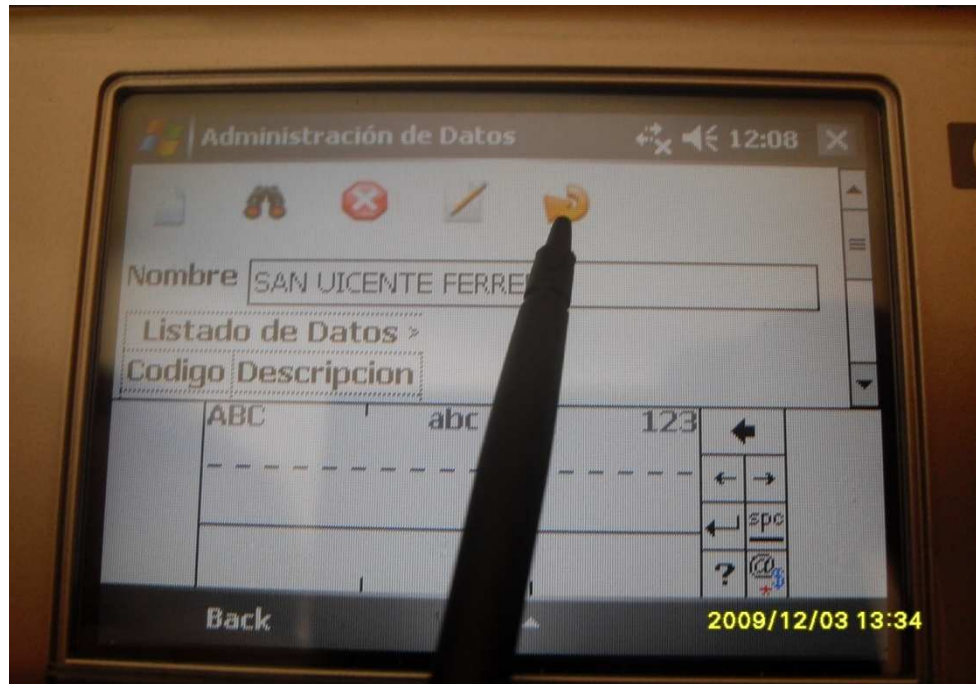 Administración de Datos 12:08
Nombre SAN VICENTE FERRE
Listado de Datos >
Codigo Descripcion
ABC abc 123
spc
? @
Back
2009/12/03 13:34